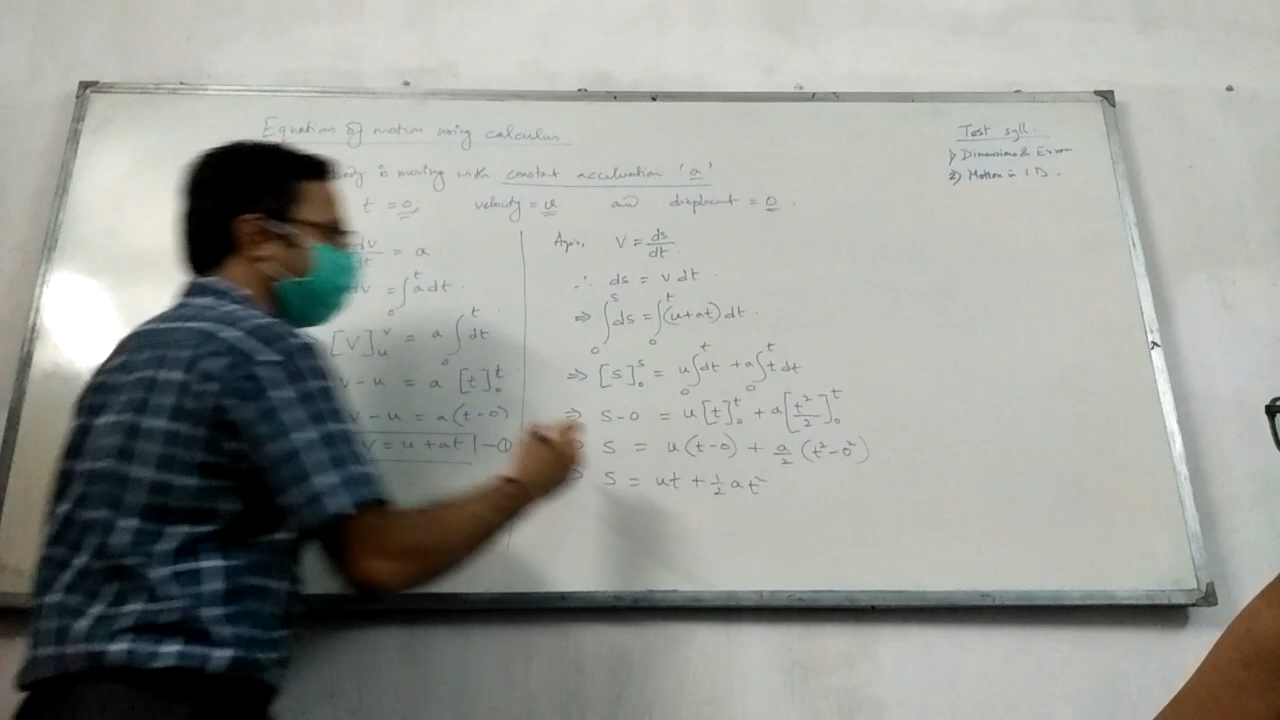 Equations of motion using calculus
body is moving with constant acceleration 'a'
t = 0, velocity = u and displacement = 0.
dv/dt = a
dv = ∫₀ᵗ a dt.
[V]ᵤᵛ = a ∫₀ᵗ dt
v - u = a [t]₀ᵗ
v - u = a(t-0)
v = u + at —①
Again, V = ds/dt.
∴ ds = v dt.
⇒ ∫₀ˢ ds = ∫₀ᵗ (u+at) dt.
⇒ [S]₀ˢ = u∫₀ᵗ dt + a∫₀ᵗ t dt
⇒ S-0 = u[t]₀ᵗ + a[t²/2]₀ᵗ
⇒ S = u(t-0) + a/2 (t²-0²)
⇒ S = ut + 1/2 at²
Test syll.
1) Dimensions & Errors
2) Motion in 1D.